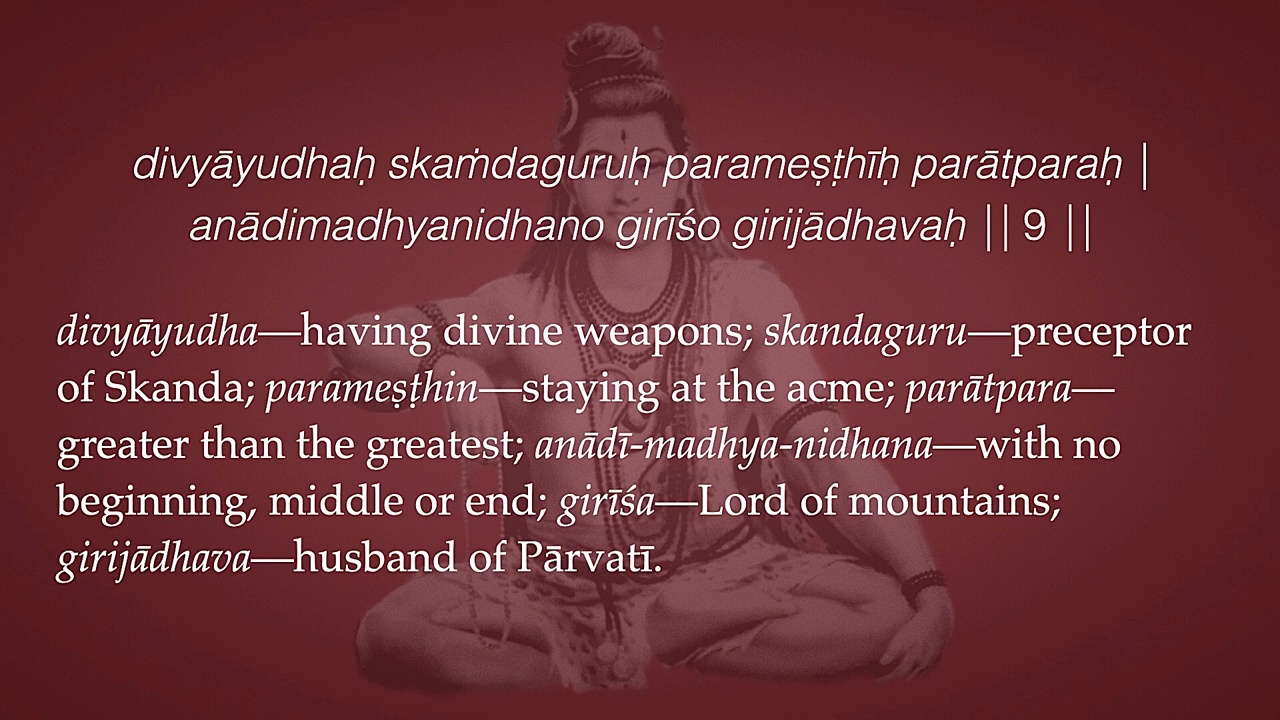 divyāyudhaḥ skaṁdaguruḥ parameṣṭhīḥ parātparaḥ |
anādimadhyanidhano girīśo girijādhavaḥ || 9 ||
divyāyudha—having divine weapons; skandaguru—preceptor
of Skanda; parameṣṭhin—staying at the acme; parātpara—
greater than the greatest; anādī-madhya-nidhana—with no
beginning, middle or end; girīśa—Lord of mountains;
girijādhava—husband of Pārvatī.